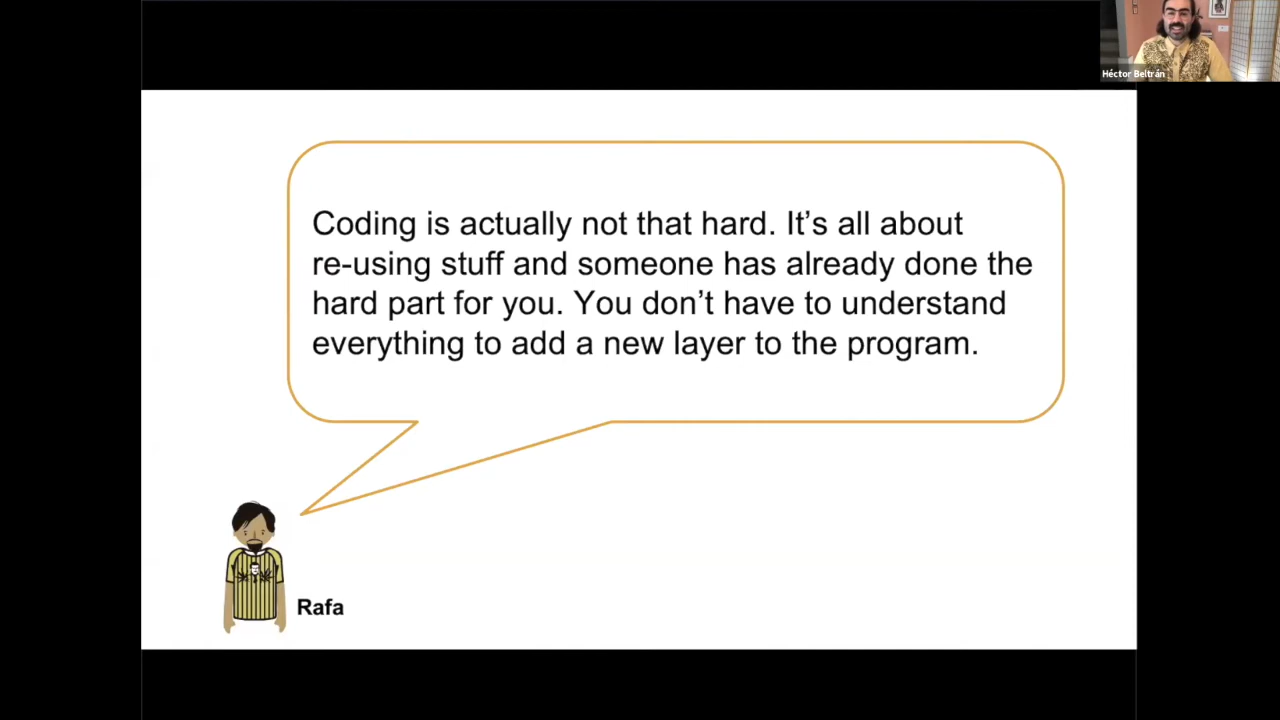 Héctor Beltrán
Coding is actually not that hard. It’s all about
re-using stuff and someone has already done the
hard part for you. You don’t have to understand
everything to add a new layer to the program.
Rafa